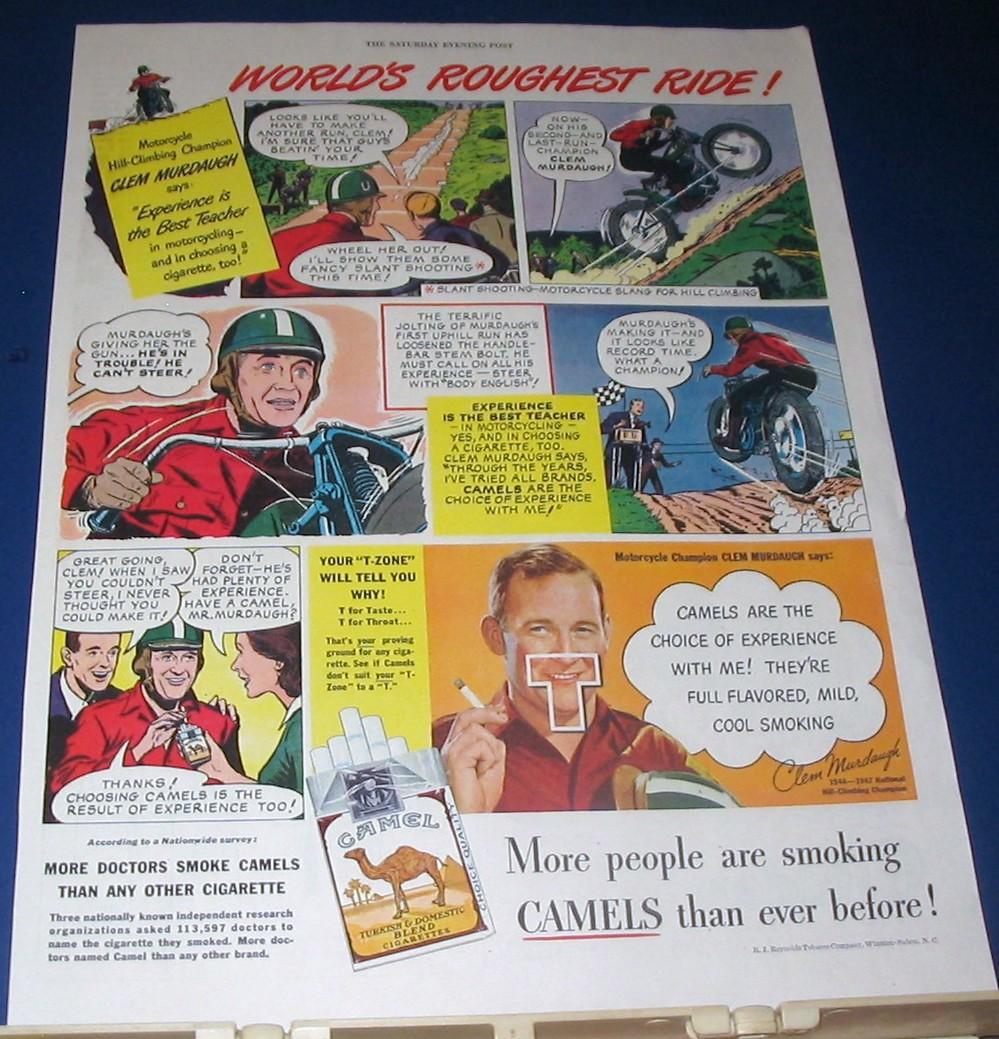 THE SATURDAY EVENING POST
WORLD'S ROUGHEST RIDE!
Motorcycle
Hill-Climbing Champion
CLEM MURDAUGH
says:
"Experience is
the Best Teacher
in motorcycling—
and in choosing a
cigarette, too!"
LOOKS LIKE YOU'LL
HAVE TO MAKE
ANOTHER RUN, CLEM!
I'M SURE THAT GUY'S
BEATIN' YOUR
TIME!
U
WHEEL HER OUT!
I'LL SHOW THEM SOME
FANCY SLANT SHOOTING*
THIS TIME!
NOW—
ON HIS
SECOND—AND
LAST—RUN—
CHAMPION
CLEM
MURDAUGH!
*SLANT SHOOTING—MOTORCYCLE SLANG FOR HILL CLIMBING
MURDAUGH'S
GIVING HER THE
GUN... HE'S IN
TROUBLE! HE
CAN'T STEER!
THE TERRIFIC
JOLTING OF MURDAUGH'S
FIRST UPHILL RUN HAS
LOOSENED THE HANDLE-
BAR STEM BOLT. HE
MUST CALL ON ALL HIS
EXPERIENCE — STEER
WITH "BODY ENGLISH"!
EXPERIENCE
IS THE BEST TEACHER
— IN MOTORCYCLING —
YES, AND IN CHOOSING
A CIGARETTE, TOO.
CLEM MURDAUGH SAYS,
"THROUGH THE YEARS,
I'VE TRIED ALL BRANDS.
CAMELS ARE THE
CHOICE OF EXPERIENCE
WITH ME!"
MURDAUGH'S
MAKING IT—AND
IT LOOKS LIKE
RECORD TIME.
WHAT A
CHAMPION!
GREAT GOING,
CLEM! WHEN I SAW
YOU COULDN'T
STEER, I NEVER
THOUGHT YOU
COULD MAKE IT!
DON'T
FORGET—HE'S
HAD PLENTY OF
EXPERIENCE.
HAVE A CAMEL,
MR. MURDAUGH?
THANKS!
CHOOSING CAMELS IS THE
RESULT OF EXPERIENCE TOO!
YOUR "T-ZONE"
WILL TELL YOU
WHY!
T for Taste...
T for Throat...
That's your proving
ground for any ciga-
rette. See if Camels
don't suit your "T-
Zone" to a "T."
Motorcycle Champion CLEM MURDAUGH says:
CAMELS ARE THE
CHOICE OF EXPERIENCE
WITH ME! THEY'RE
FULL FLAVORED, MILD,
COOL SMOKING
T
Clem Murdaugh
National
Hill-Climbing Champion
According to a Nationwide survey:
MORE DOCTORS SMOKE CAMELS
THAN ANY OTHER CIGARETTE
Three nationally known independent research
organizations asked 113,597 doctors to
name the cigarette they smoked. More doc-
tors named Camel than any other brand.
CAMEL
CHOICE QUALITY
TURKISH & DOMESTIC
BLEND
CIGARETTES
More people are smoking
CAMELS than ever before!
R. J. Reynolds Tobacco Company, Winston-Salem, N. C.